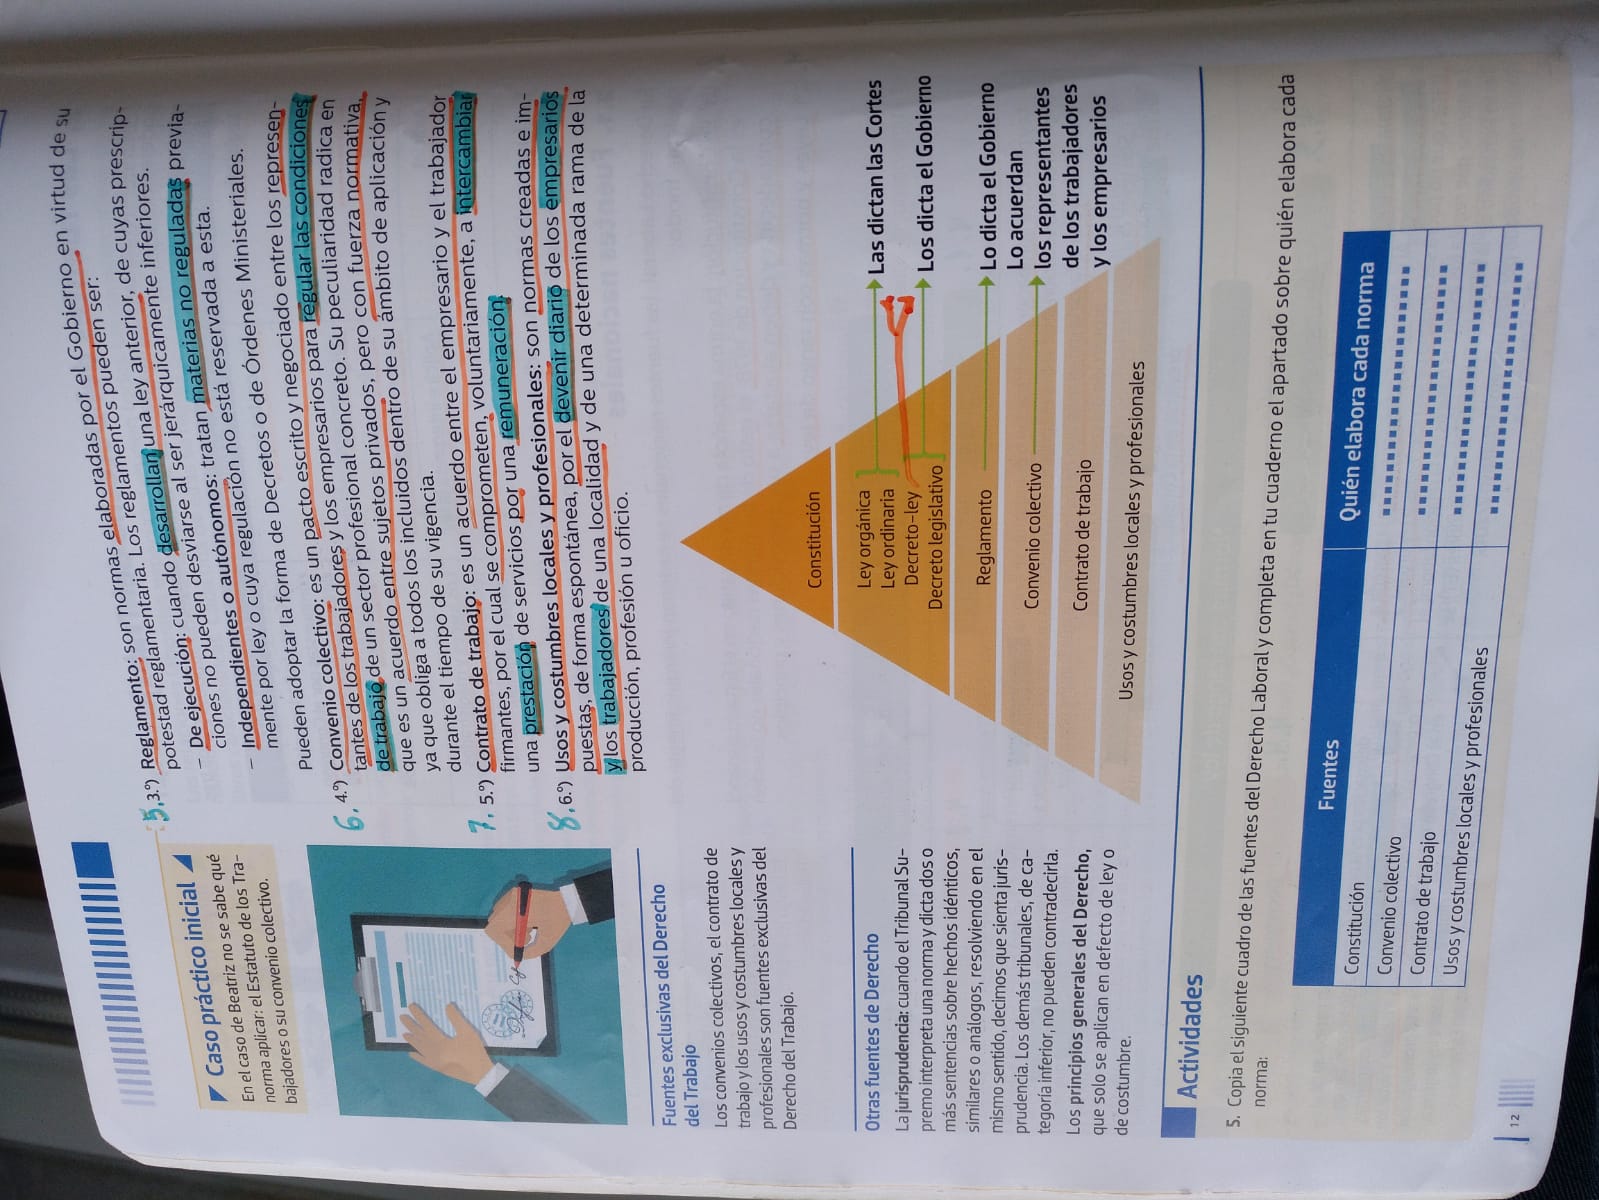 5. 3.º) Reglamento: son normas elaboradas por el Gobierno en virtud de su
potestad reglamentaria. Los reglamentos pueden ser:
– De ejecución: cuando desarrollan una ley anterior, de cuyas prescrip-
ciones no pueden desviarse al ser jerárquicamente inferiores.
– Independientes o autónomos: tratan materias no reguladas previa-
mente por ley o cuya regulación no está reservada a esta.
Pueden adoptar la forma de Decretos o de Órdenes Ministeriales.
6. 4.º) Convenio colectivo: es un pacto escrito y negociado entre los represen-
tantes de los trabajadores y los empresarios para regular las condiciones
de trabajo de un sector profesional concreto. Su peculiaridad radica en
que es un acuerdo entre sujetos privados, pero con fuerza normativa,
ya que obliga a todos los incluidos dentro de su ámbito de aplicación y
durante el tiempo de su vigencia.
7. 5.º) Contrato de trabajo: es un acuerdo entre el empresario y el trabajador
firmantes, por el cual se comprometen, voluntariamente, a intercambiar
una prestación de servicios por una remuneración.
8. 6.º) Usos y costumbres locales y profesionales: son normas creadas e im-
puestas, de forma espontánea, por el devenir diario de los empresarios
y los trabajadores de una localidad y de una determinada rama de la
producción, profesión u oficio.
Caso práctico inicial
En el caso de Beatriz no se sabe qué
norma aplicar: el Estatuto de los Tra-
bajadores o su convenio colectivo.
Fuentes exclusivas del Derecho
del Trabajo
Los convenios colectivos, el contrato de
trabajo y los usos y costumbres locales y
profesionales son fuentes exclusivas del
Derecho del Trabajo.
Otras fuentes de Derecho
La jurisprudencia: cuando el Tribunal Su-
premo interpreta una norma y dicta dos o
más sentencias sobre hechos idénticos,
similares o análogos, resolviendo en el
mismo sentido, decimos que sienta juris-
prudencia. Los demás tribunales, de ca-
tegoría inferior, no pueden contradecirla.
Los principios generales del Derecho,
que solo se aplican en defecto de ley o
de costumbre.
Constitución
Ley orgánica
Ley ordinaria
Decreto-ley
Decreto legislativo
Reglamento
Convenio colectivo
Contrato de trabajo
Usos y costumbres locales y profesionales
Las dictan las Cortes
Los dicta el Gobierno
Lo dicta el Gobierno
Lo acuerdan
los representantes
de los trabajadores
y los empresarios
Actividades
5. Copia el siguiente cuadro de las fuentes del Derecho Laboral y completa en tu cuaderno el apartado sobre quién elabora cada
norma:
Fuentes
Quién elabora cada norma
Constitución
Convenio colectivo
Contrato de trabajo
Usos y costumbres locales y profesionales
12